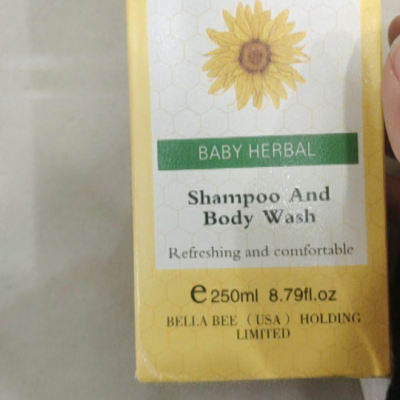 BABY HERBAL
Shampoo And
Body Wash
Refreshing and comfortable
e 250ml 8.79fl.oz
BELLA BEE ( USA ) HOLDING
LIMITED